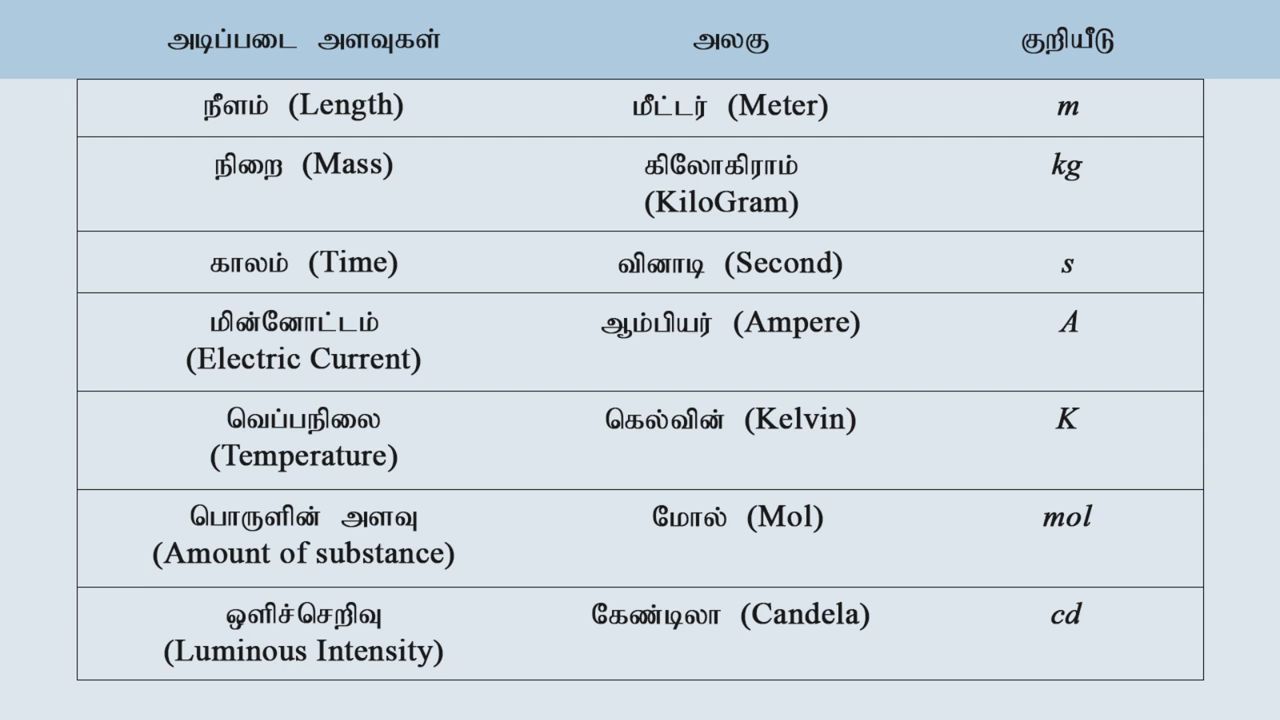 அடிப்படை அளவுகள் அலகு குறியீடு
நீளம் (Length) மீட்டர் (Meter) m
நிறை (Mass) கிலோகிராம் kg
(KiloGram)
காலம் (Time) வினாடி (Second) s
மின்னோட்டம் ஆம்பியர் (Ampere) A
(Electric Current)
வெப்பநிலை கெல்வின் (Kelvin) K
(Temperature)
பொருளின் அளவு மோல் (Mol) mol
(Amount of substance)
ஒளிச்செறிவு கேண்டிலா (Candela) cd
(Luminous Intensity)